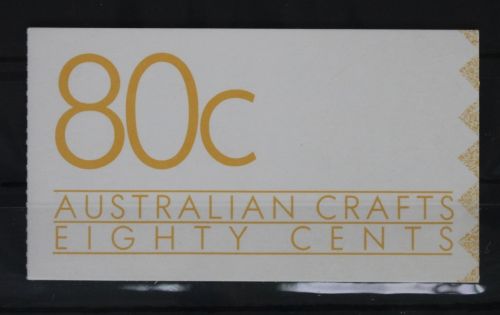 80c
AUSTRALIAN CRAFTS
EIGHTY CENTS